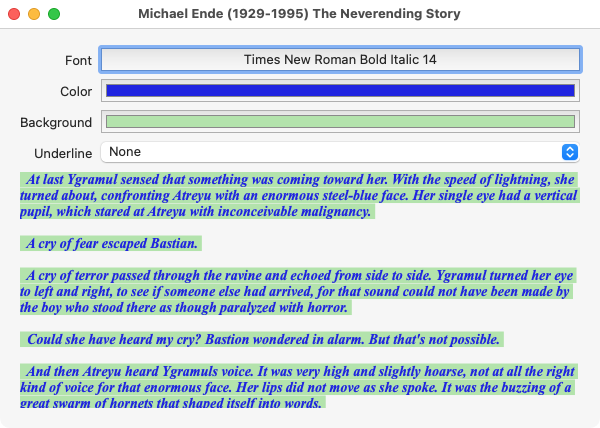 Michael Ende (1929-1995) The Neverending Story
Font
Times New Roman Bold Italic 14
Color
Background
Underline
None
At last Ygramul sensed that something was coming toward her. With the speed of lightning, she
turned about, confronting Atreyu with an enormous steel-blue face. Her single eye had a vertical
pupil, which stared at Atreyu with inconceivable malignancy.
A cry of fear escaped Bastian.
A cry of terror passed through the ravine and echoed from side to side. Ygramul turned her eye
to left and right, to see if someone else had arrived, for that sound could not have been made by
the boy who stood there as though paralyzed with horror.
Could she have heard my cry? Bastion wondered in alarm. But that's not possible.
And then Atreyu heard Ygramuls voice. It was very high and slightly hoarse, not at all the right
kind of voice for that enormous face. Her lips did not move as she spoke. It was the buzzing of a
great swarm of hornets that shaped itself into words.